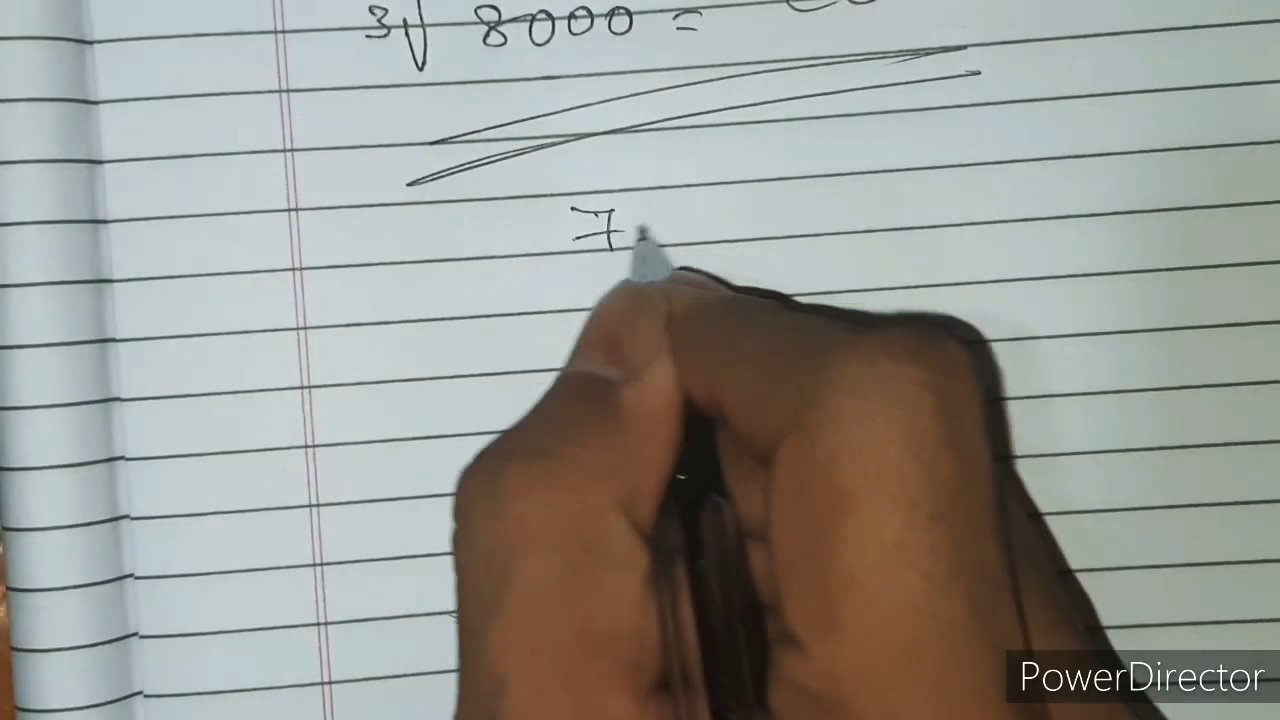 3√ 8000 =
7
PowerDirector